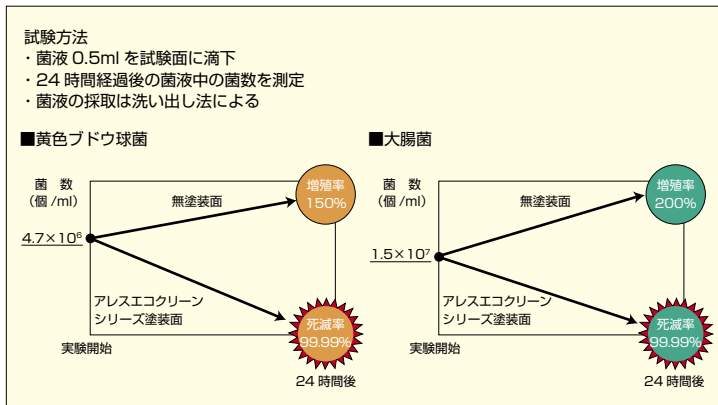 試験方法
・菌液 0.5ml を試験面に滴下
・24 時間経過後の菌液中の菌数を測定
・菌液の採取は洗い出し法による
■黄色ブドウ球菌
菌 数
(個 /ml)
4.7×10⁶
無塗装面
増殖率
150%
アレスエコクリーン
シリーズ塗装面
死滅率
99.99%
実験開始
24 時間後
■大腸菌
菌 数
(個 /ml)
1.5×10⁷
無塗装面
増殖率
200%
アレスエコクリーン
シリーズ塗装面
死滅率
99.99%
実験開始
24 時間後